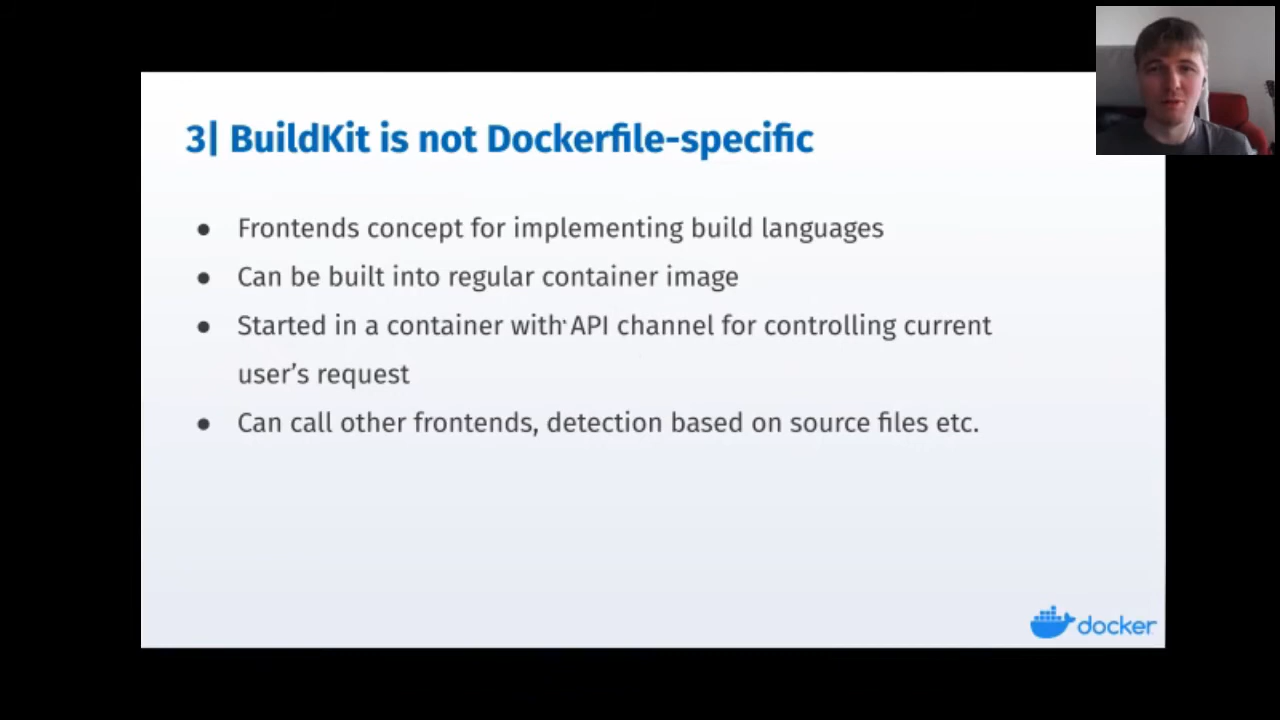 3| BuildKit is not Dockerfile-specific
● Frontends concept for implementing build languages
● Can be built into regular container image
● Started in a container with API channel for controlling current
user’s request
● Can call other frontends, detection based on source files etc.
docker